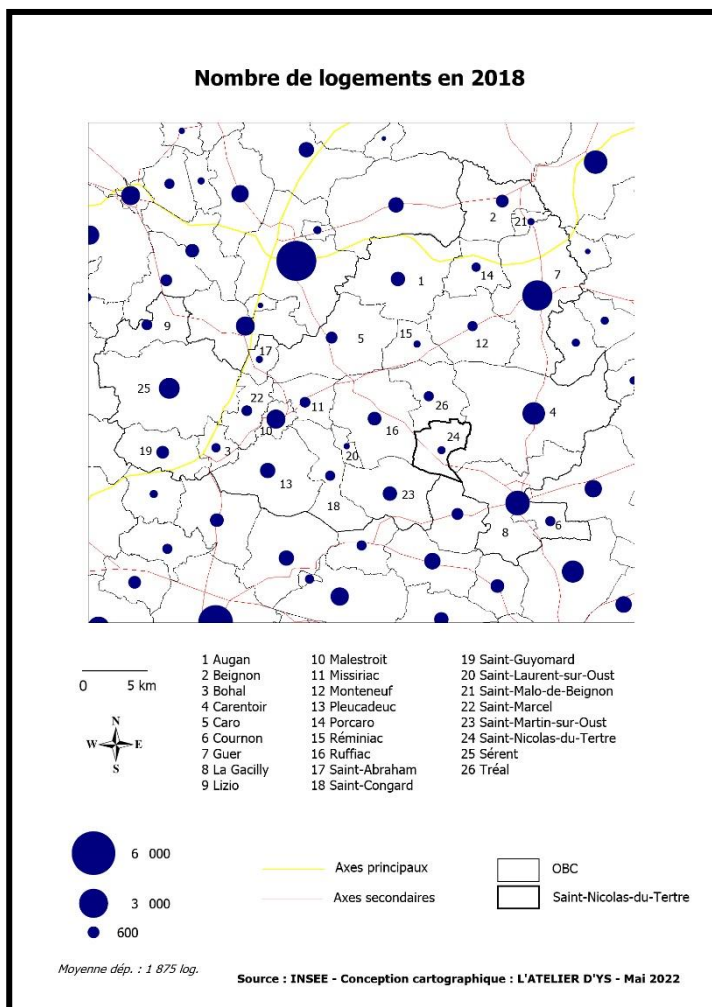 Nombre de logements en 2018
2
21
1
14
7
9
5
15
12
17
25
22
11
26
10
16
4
24
19
3
20
13
18
23
8
6
0 5 km
N
W E
S
1 Augan
2 Beignon
3 Bohal
4 Carentoir
5 Caro
6 Cournon
7 Guer
8 La Gacilly
9 Lizio
10 Malestroit
11 Missiriac
12 Monteneuf
13 Pleucadeuc
14 Porcaro
15 Réminiac
16 Ruffiac
17 Saint-Abraham
18 Saint-Congard
19 Saint-Guyomard
20 Saint-Laurent-sur-Oust
21 Saint-Malo-de-Beignon
22 Saint-Marcel
23 Saint-Martin-sur-Oust
24 Saint-Nicolas-du-Tertre
25 Sérent
26 Tréal
6 000
3 000
600
Axes principaux
Axes secondaires
OBC
Saint-Nicolas-du-Tertre
Moyenne dép. : 1 875 log.
Source : INSEE - Conception cartographique : L'ATELIER D'YS - Mai 2022